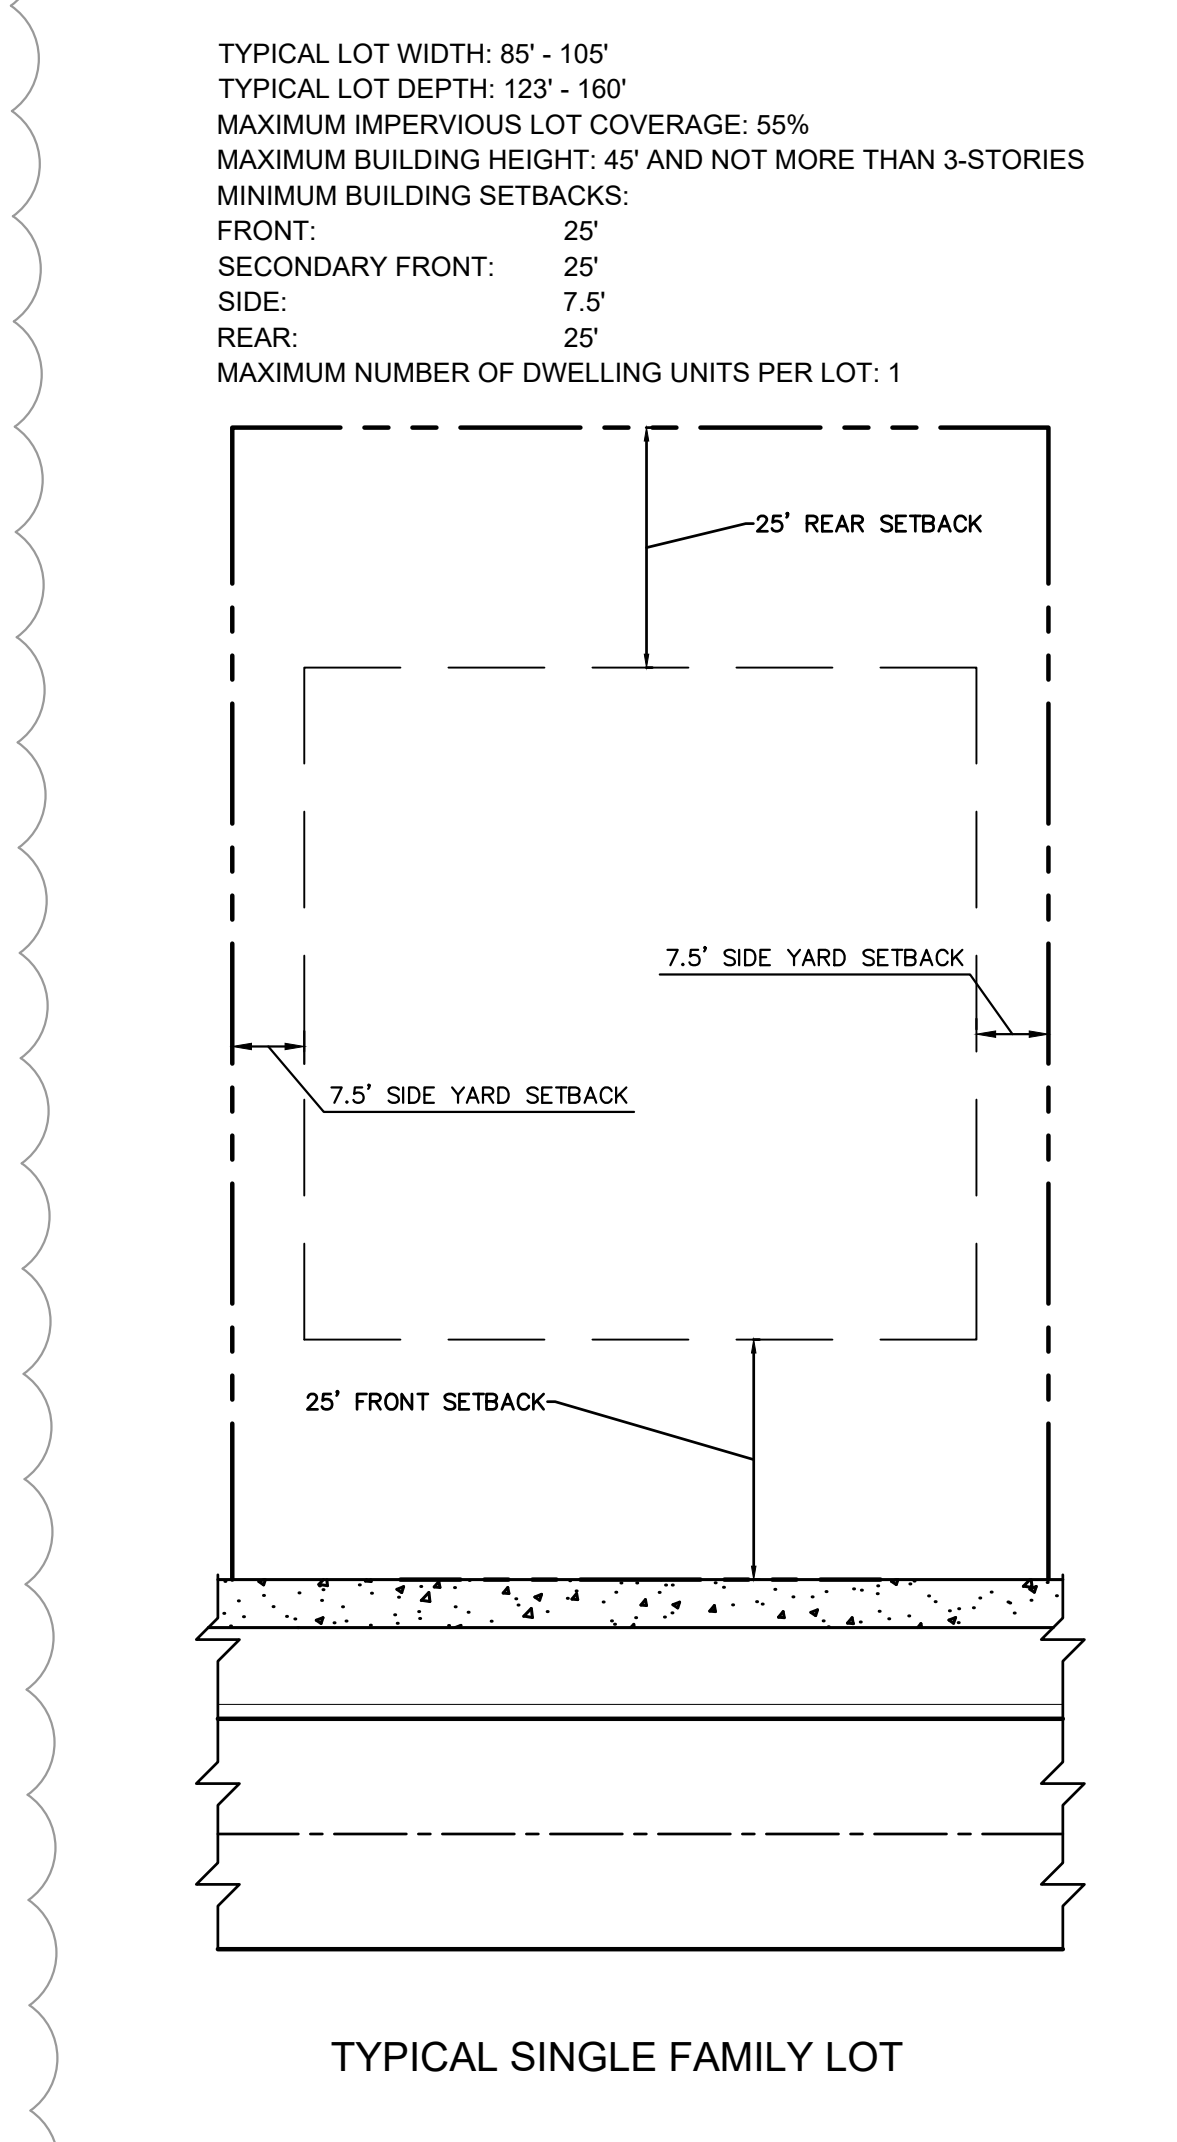 TYPICAL LOT WIDTH: 85' - 105'
TYPICAL LOT DEPTH: 123' - 160'
MAXIMUM IMPERVIOUS LOT COVERAGE: 55%
MAXIMUM BUILDING HEIGHT: 45' AND NOT MORE THAN 3-STORIES
MINIMUM BUILDING SETBACKS:
FRONT: 25'
SECONDARY FRONT: 25'
SIDE: 7.5'
REAR: 25'
MAXIMUM NUMBER OF DWELLING UNITS PER LOT: 1
25' REAR SETBACK
7.5' SIDE YARD SETBACK
7.5' SIDE YARD SETBACK
25' FRONT SETBACK
TYPICAL SINGLE FAMILY LOT